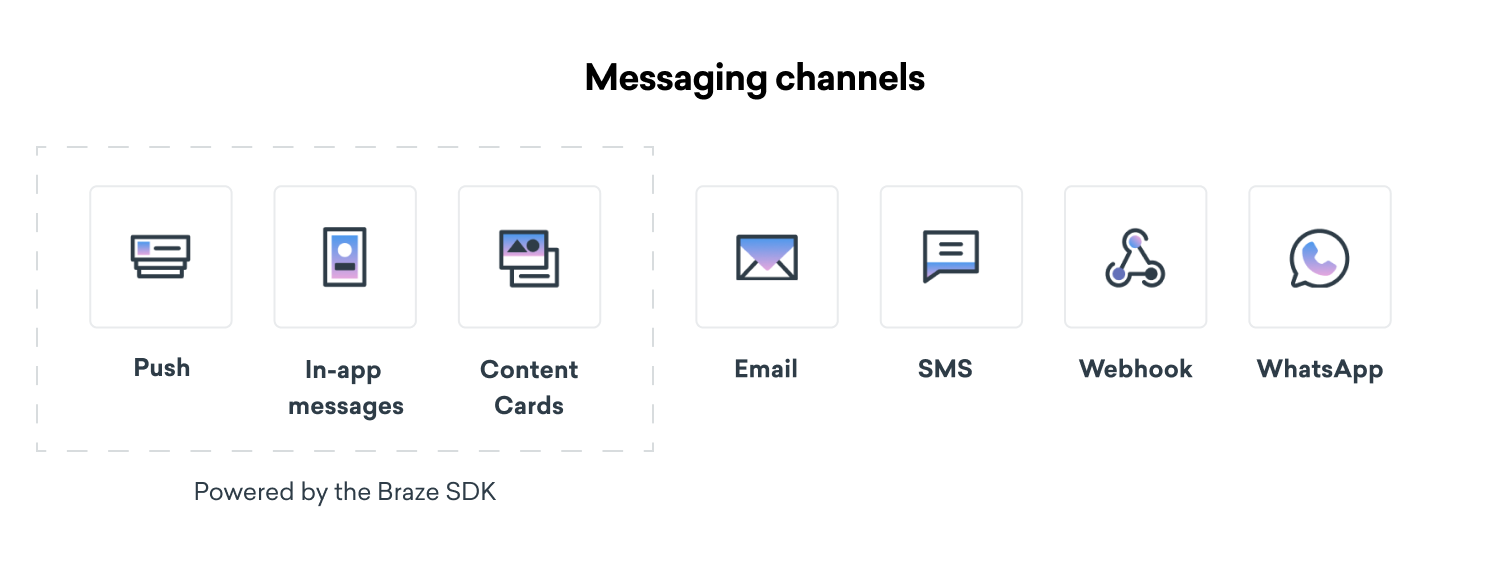 Messaging channels
Push
In-app
messages
Content
Cards
Email
SMS
Webhook
WhatsApp
Powered by the Braze SDK